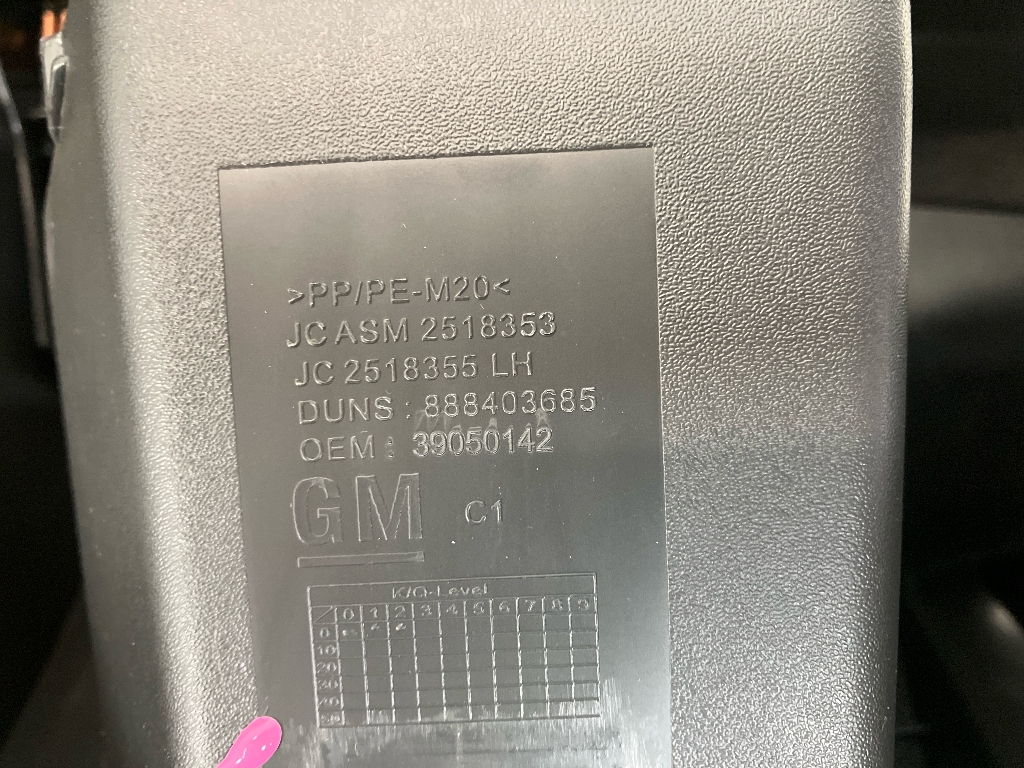 >PP/PE-M20<
JC ASM 2518353
JC 2518355 LH
DUNS : 888403685
OEM : 39050142
GM C1
K/O-Level
0 1 2 3 4 5 6 7 8 9